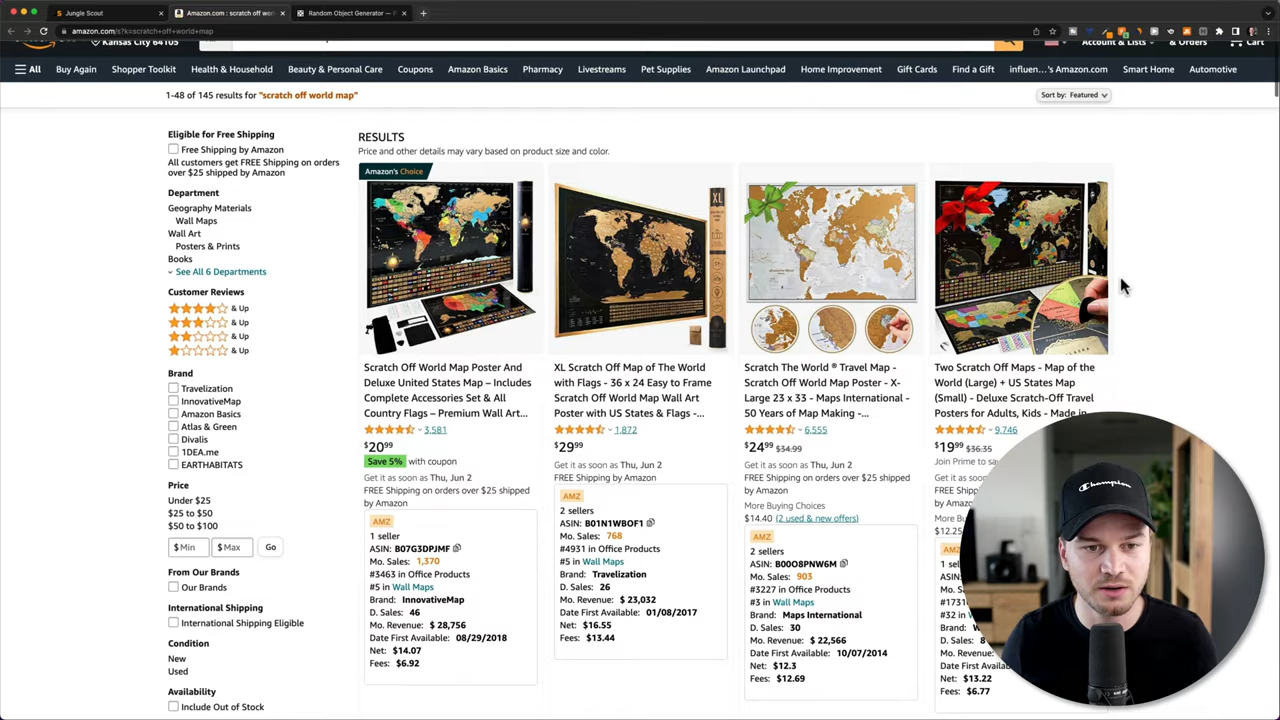 Jungle Scout
Amazon.com : scratch off wor
Random Object Generator — P
amazon.com/s?k=scratch+off+world+map
Kansas City 64105
Account & Lists
& Orders
Cart
All
Buy Again
Shopper Toolkit
Health & Household
Beauty & Personal Care
Coupons
Amazon Basics
Pharmacy
Livestreams
Pet Supplies
Amazon Launchpad
Home Improvement
Gift Cards
Find a Gift
influen...'s Amazon.com
Smart Home
Automotive
1-48 of 145 results for "scratch off world map"
Sort by: Featured
Eligible for Free Shipping
Free Shipping by Amazon
All customers get FREE Shipping on orders
over $25 shipped by Amazon
Department
Geography Materials
Wall Maps
Wall Art
Posters & Prints
Books
See All 6 Departments
Customer Reviews
& Up
& Up
& Up
& Up
Brand
Travelization
InnovativeMap
Amazon Basics
Atlas & Green
Divalis
1DEA.me
EARTHABITATS
Price
Under $25
$25 to $50
$50 to $100
$ Min
$ Max
Go
From Our Brands
Our Brands
International Shipping
International Shipping Eligible
Condition
New
Used
Availability
Include Out of Stock
RESULTS
Price and other details may vary based on product size and color.
Amazon's Choice
Scratch Off World Map Poster And
Deluxe United States Map – Includes
Complete Accessories Set & All
Country Flags – Premium Wall Art...
3,581
$2099
Save 5% with coupon
Get it as soon as Thu, Jun 2
FREE Shipping on orders over $25 shipped
by Amazon
AMZ
1 seller
ASIN: B07G3DPJMF
Mo. Sales: 1,370
#3463 in Office Products
#5 in Wall Maps
Brand: InnovativeMap
D. Sales: 46
Mo. Revenue: $ 28,756
Date First Available: 08/29/2018
Net: $14.07
Fees: $6.92
XL
XL Scratch Off Map of The World
with Flags - 36 x 24 Easy to Frame
Scratch Off World Map Wall Art
Poster with US States & Flags -...
1,872
$2999
Get it as soon as Thu, Jun 2
FREE Shipping by Amazon
AMZ
2 sellers
ASIN: B01N1WBOF1
Mo. Sales: 768
#4931 in Office Products
#5 in Wall Maps
Brand: Travelization
D. Sales: 26
Mo. Revenue: $ 23,032
Date First Available: 01/08/2017
Net: $16.55
Fees: $13.44
Scratch The World ® Travel Map -
Scratch Off World Map Poster - X-
Large 23 x 33 - Maps International -
50 Years of Map Making -...
6,555
$2499 $34.99
Get it as soon as Thu, Jun 2
FREE Shipping on orders over $25 shipped
by Amazon
More Buying Choices
$14.40 (2 used & new offers)
AMZ
2 sellers
ASIN: B00O8PNW6M
Mo. Sales: 903
#3227 in Office Products
#3 in Wall Maps
Brand: Maps International
D. Sales: 30
Mo. Revenue: $ 22,566
Date First Available: 10/07/2014
Net: $12.3
Fees: $12.69
Two Scratch Off Maps - Map of the
World (Large) + US States Map
(Small) - Deluxe Scratch-Off Travel
Posters for Adults, Kids - Made in
9,746
$1999 $36.35
Join Prime to sa
Get it as soon
FREE Shippin
by Amazon
More Buyin
$12.25
AMZ
1 sel
ASIN:
Mo. Sa
#1731
#32 in
Brand: W
D. Sales: 8
Mo. Revenue
Date First Availa
Net: $13.22
Fees: $6.77
Champion